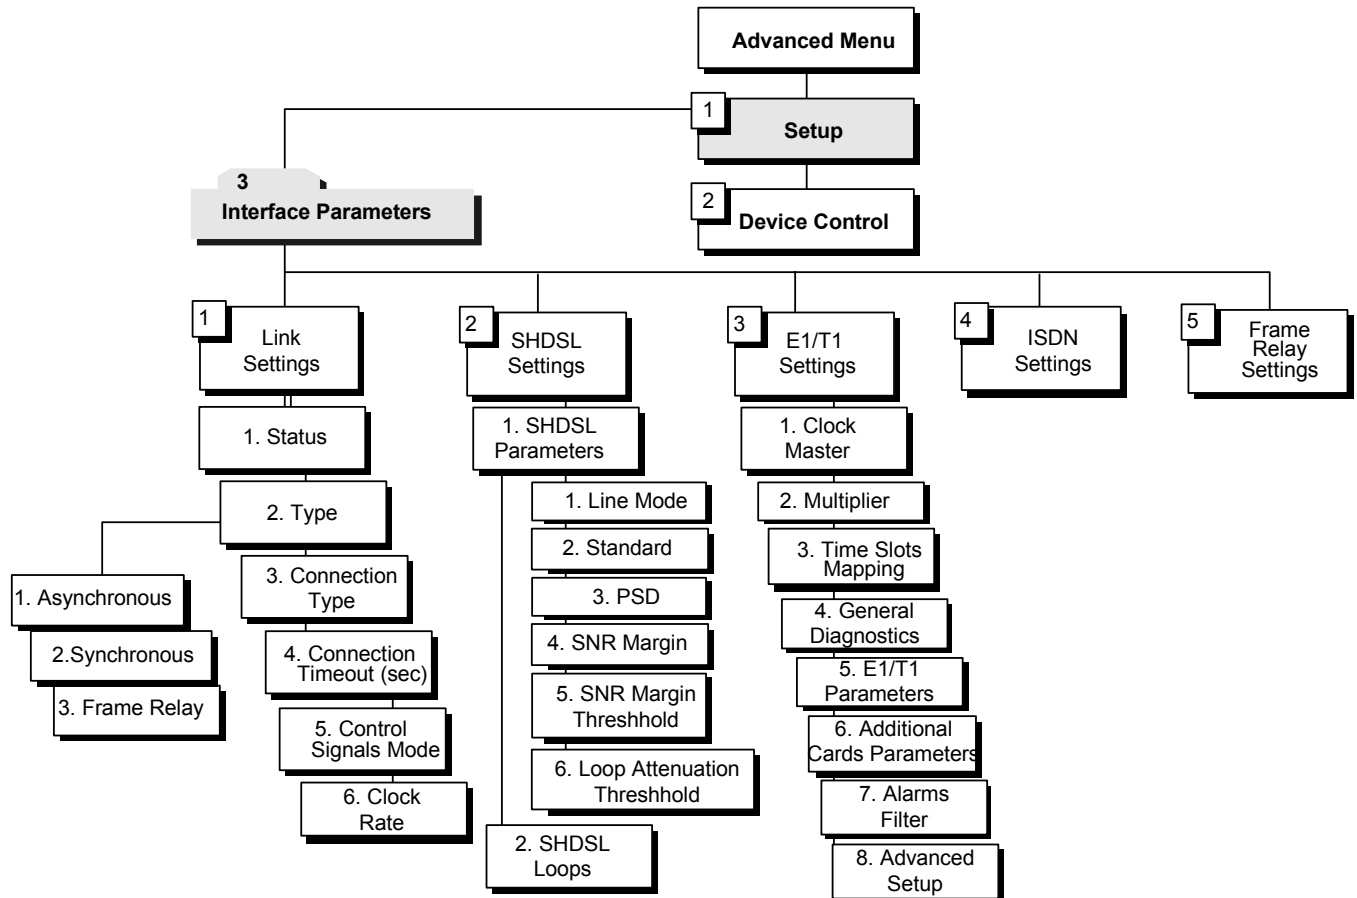 Advanced Menu
1
Setup
3
Interface Parameters
2
Device Control
1
Link
Settings
2
SHDSL
Settings
3
E1/T1
Settings
4
ISDN
Settings
5
Frame
Relay
Settings
1. Status
2. Type
1. Asynchronous
2.Synchronous
3. Frame Relay
3. Connection
Type
4. Connection
Timeout (sec)
5. Control
Signals Mode
6. Clock
Rate
1. SHDSL
Parameters
1. Line Mode
2. Standard
3. PSD
4. SNR Margin
5. SNR Margin
Threshhold
6. Loop Attenuation
Threshhold
2. SHDSL
Loops
1. Clock
Master
2. Multiplier
3. Time Slots
Mapping
4. General
Diagnostics
5. E1/T1
Parameters
6. Additional
Cards Parameters
7. Alarms
Filter
8. Advanced
Setup